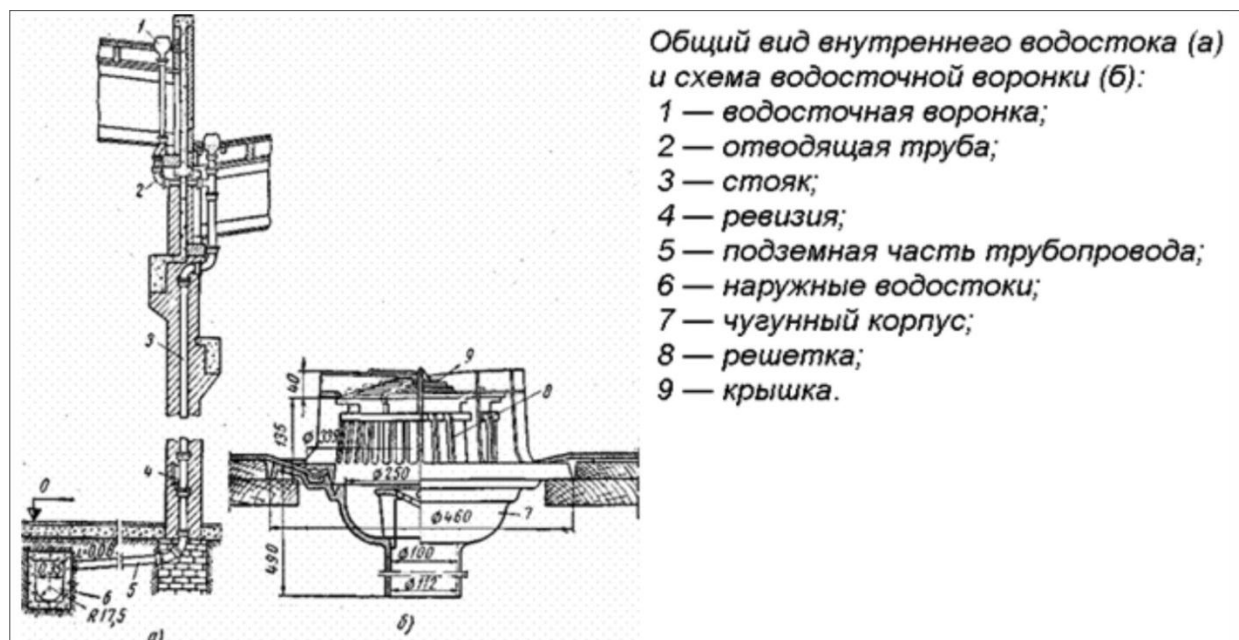 Общий вид внутреннего водостока (а)
и схема водосточной воронки (б):
1 — водосточная воронка;
2 — отводящая труба;
3 — стояк;
4 — ревизия;
5 — подземная часть трубопровода;
6 — наружные водостоки;
7 — чугунный корпус;
8 — решетка;
9 — крышка.
1
2
3
4
0
5
6
R17,5
а)
9
8
40
135
ф250
7
ф460
490
ф100
ф112
б)